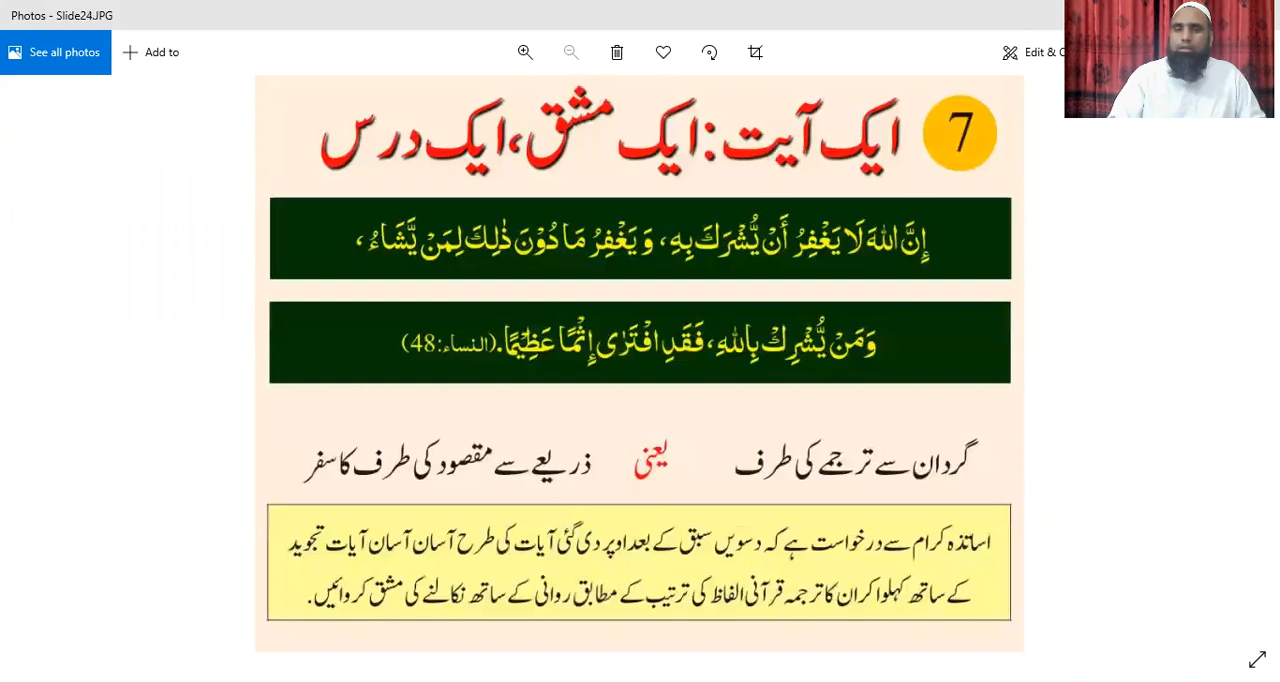 Photos - Slide24.JPG
See all photos
Add to
Edit & C
7
ایک آیت: ایک مشق، ایک درس
إِنَّ اللهَ لَا يَغْفِرُ أَنْ يُّشْرَكَ بِهِ، وَ يَغْفِرُ مَا دُوْنَ ذٰلِكَ لِمَنْ يَّشَاءُ،
وَمَنْ يُّشْرِكْ بِاللهِ، فَقَدِ افْتَرٰى إِثْمًا عَظِيْمًا. (النساء:48)
گردان سے ترجمے کی طرف یعنی ذریعے سے مقصود کی طرف کا سفر
اساتذہ کرام سے درخواست ہے کہ دسویں سبق کے بعد اوپر دی گئی آیات کی طرح آسان آسان آیات تجوید
کے ساتھ کہلوا کر ان کا ترجمہ قرآنی الفاظ کی ترتیب کے مطابق روانی کے ساتھ نکالنے کی مشق کروائیں.